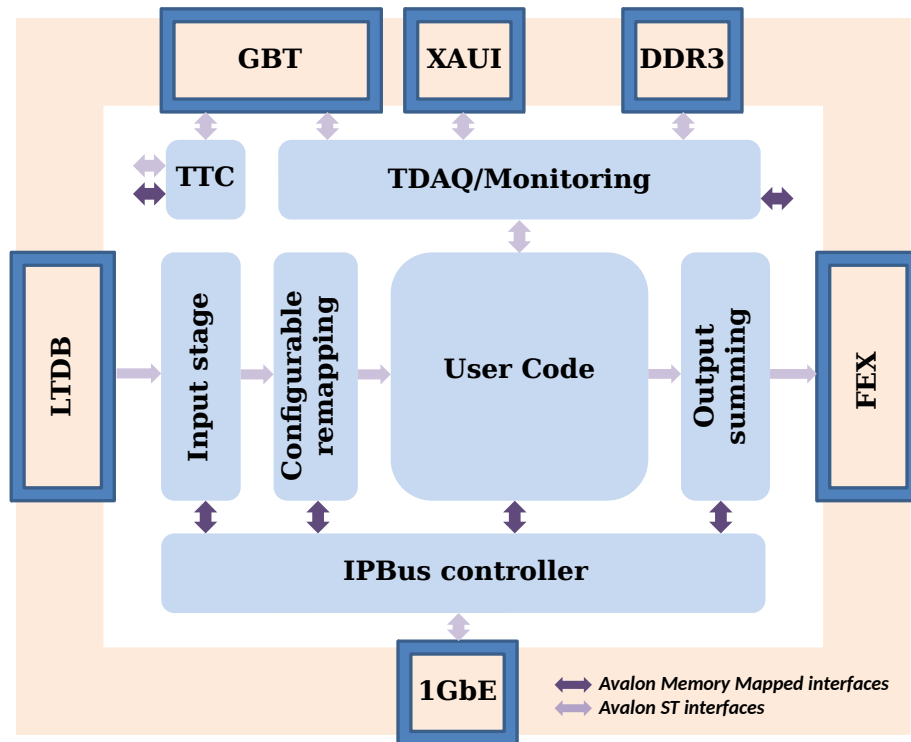 GBT
XAUI
DDR3
TTC
TDAQ/Monitoring
LTDB
Input stage
Configurable
remapping
User Code
Output
summing
FEX
IPBus controller
1GbE
Avalon Memory Mapped interfaces
Avalon ST interfaces